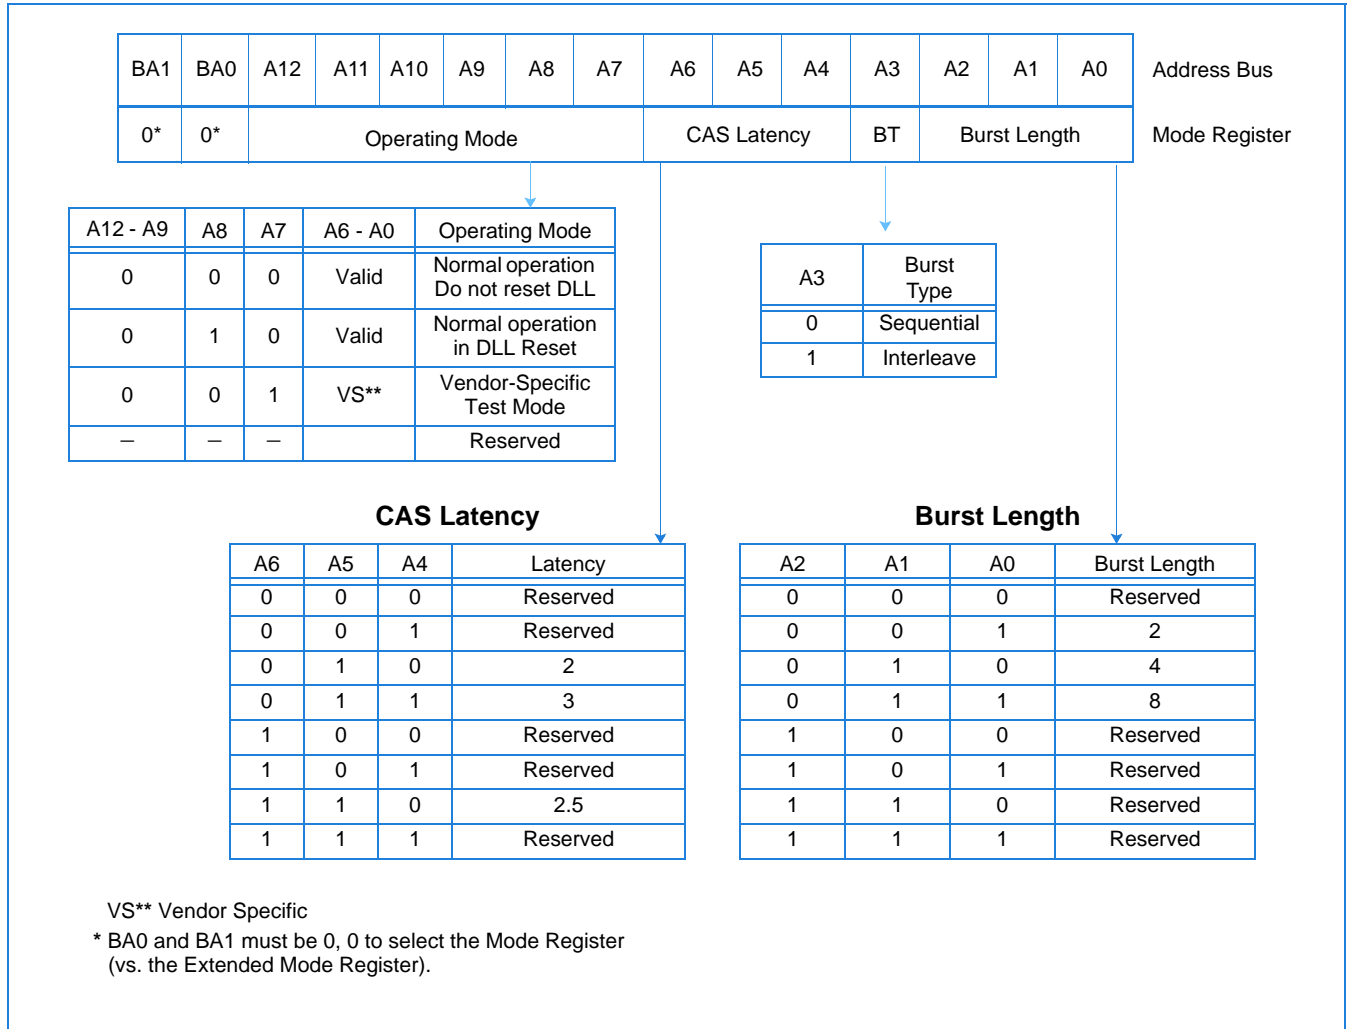 BA1 BA0 A12 A11 A10 A9 A8 A7 A6 A5 A4 A3 A2 A1 A0 Address Bus
0* 0* Operating Mode CAS Latency BT Burst Length Mode Register
A12 - A9 A8 A7 A6 - A0 Operating Mode
0 0 0 Valid Normal operation
Do not reset DLL
0 1 0 Valid Normal operation
in DLL Reset
0 0 1 VS** Vendor-Specific
Test Mode
– – – Reserved
A3 Burst
Type
0 Sequential
1 Interleave
CAS Latency
A6 A5 A4 Latency
0 0 0 Reserved
0 0 1 Reserved
0 1 0 2
0 1 1 3
1 0 0 Reserved
1 0 1 Reserved
1 1 0 2.5
1 1 1 Reserved
Burst Length
A2 A1 A0 Burst Length
0 0 0 Reserved
0 0 1 2
0 1 0 4
0 1 1 8
1 0 0 Reserved
1 0 1 Reserved
1 1 0 Reserved
1 1 1 Reserved
VS** Vendor Specific
* BA0 and BA1 must be 0, 0 to select the Mode Register
(vs. the Extended Mode Register).